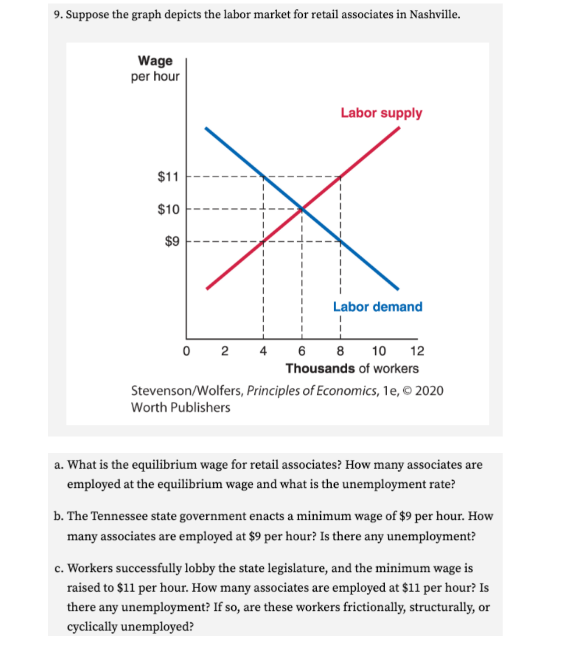 9. Suppose the graph depicts the labor market for retail associates in Nashville.
Wage
per hour
Labor supply
$11
$10
$9
Labor demand
0 2 4 6 8 10 12
Thousands of workers
Stevenson/Wolfers, Principles of Economics, 1e, © 2020
Worth Publishers
a. What is the equilibrium wage for retail associates? How many associates are
employed at the equilibrium wage and what is the unemployment rate?
b. The Tennessee state government enacts a minimum wage of $9 per hour. How
many associates are employed at $9 per hour? Is there any unemployment?
c. Workers successfully lobby the state legislature, and the minimum wage is
raised to $11 per hour. How many associates are employed at $11 per hour? Is
there any unemployment? If so, are these workers frictionally, structurally, or
cyclically unemployed?